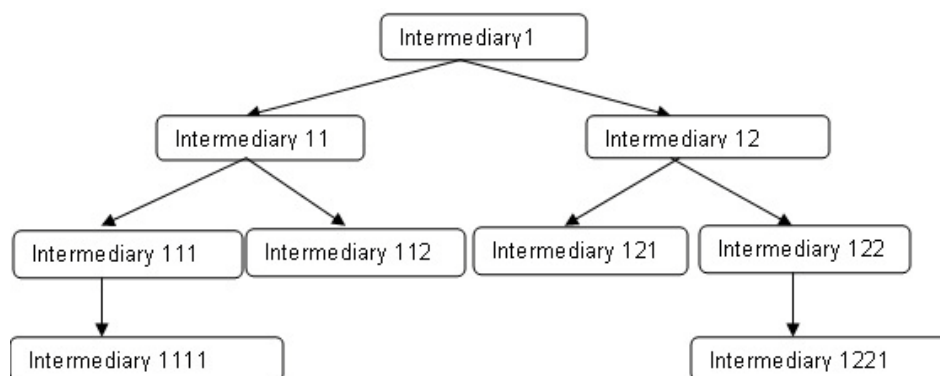 Intermediary1
Intermediary 11
Intermediary 12
Intermediary 111
Intermediary 112
Intermediary 121
Intermediary 122
Intermediary 1111
Intermediary 1221